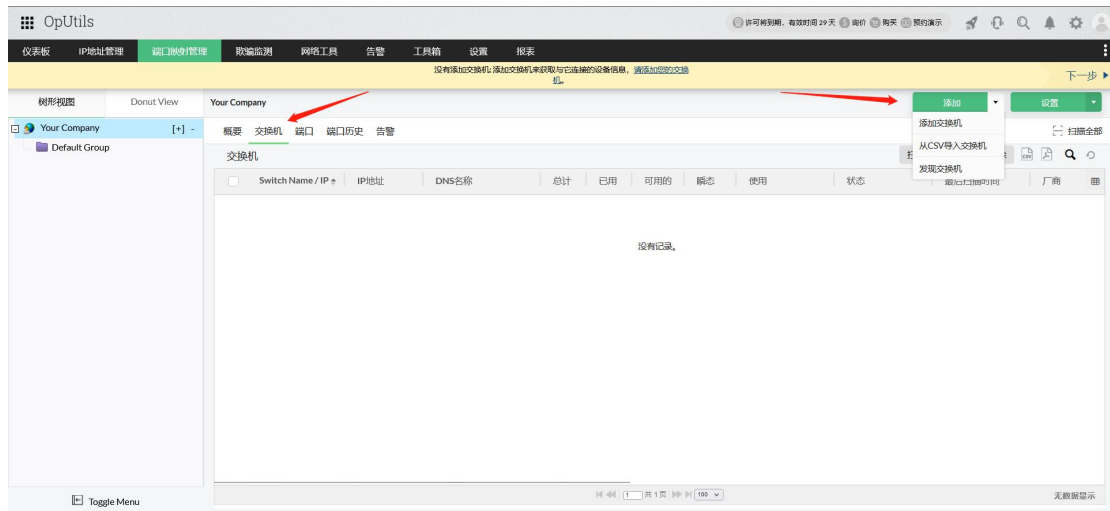 OpUtils
许可将到期。有效时间 29 天 询价 购买 预约演示
仪表板 IP地址管理 端口映射管理 欺骗监测 网络工具 告警 工具箱 设置 报表
没有添加交换机: 添加交换机来获取与它连接的设备信息，请添加您的交换
机。
下一步
树形视图 Donut View Your Company 添加 设置
Your Company [+] -
概要 交换机 端口 端口历史 告警
扫描全部
添加交换机
从CSV导入交换机
发现交换机
Default Group
交换机
Switch Name / IP IP地址 DNS名称 总计 已用 可用的 瞬态 使用 状态 最后扫描时间 厂商
没有记录。
Toggle Menu
1 共 1 页 100
无数据显示